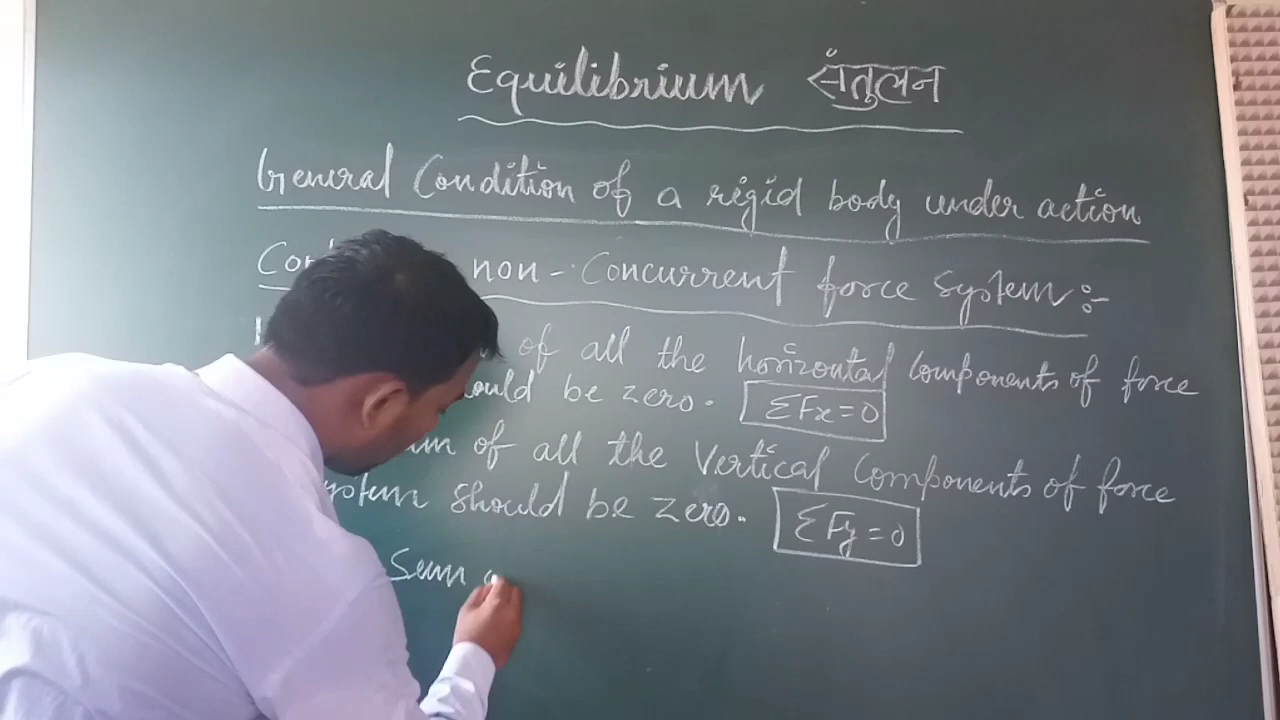 Equilibrium संतुलन
General Condition of a rigid body under action
non-Concurrent force System:-
of all the horizontal Components of force
be zero. ΣFx=0
of all the Vertical Components of force
System should be zero. ΣFy=0
Sum